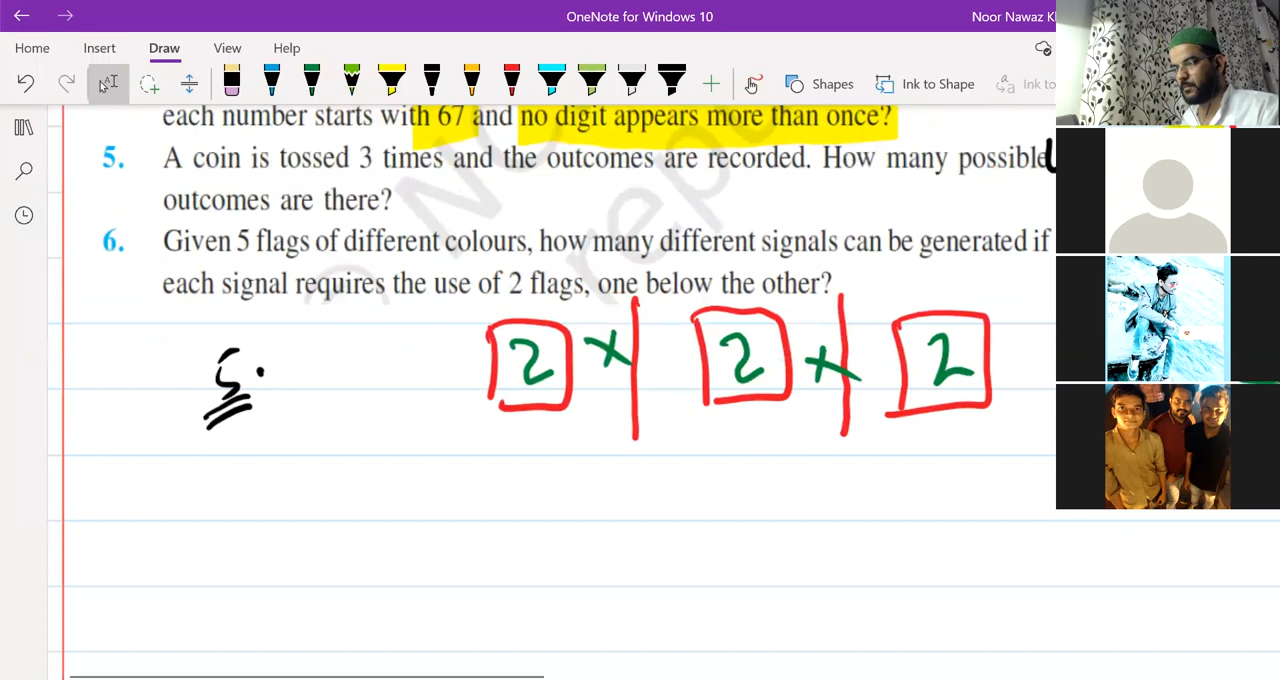 OneNote for Windows 10
Noor Nawaz
Home Insert Draw View Help
Shapes Ink to Shape Ink to
each number starts with 67 and no digit appears more than once?
5. A coin is tossed 3 times and the outcomes are recorded. How many possible
outcomes are there?
6. Given 5 flags of different colours, how many different signals can be generated if
each signal requires the use of 2 flags, one below the other?
5. 2 × 2 × 2